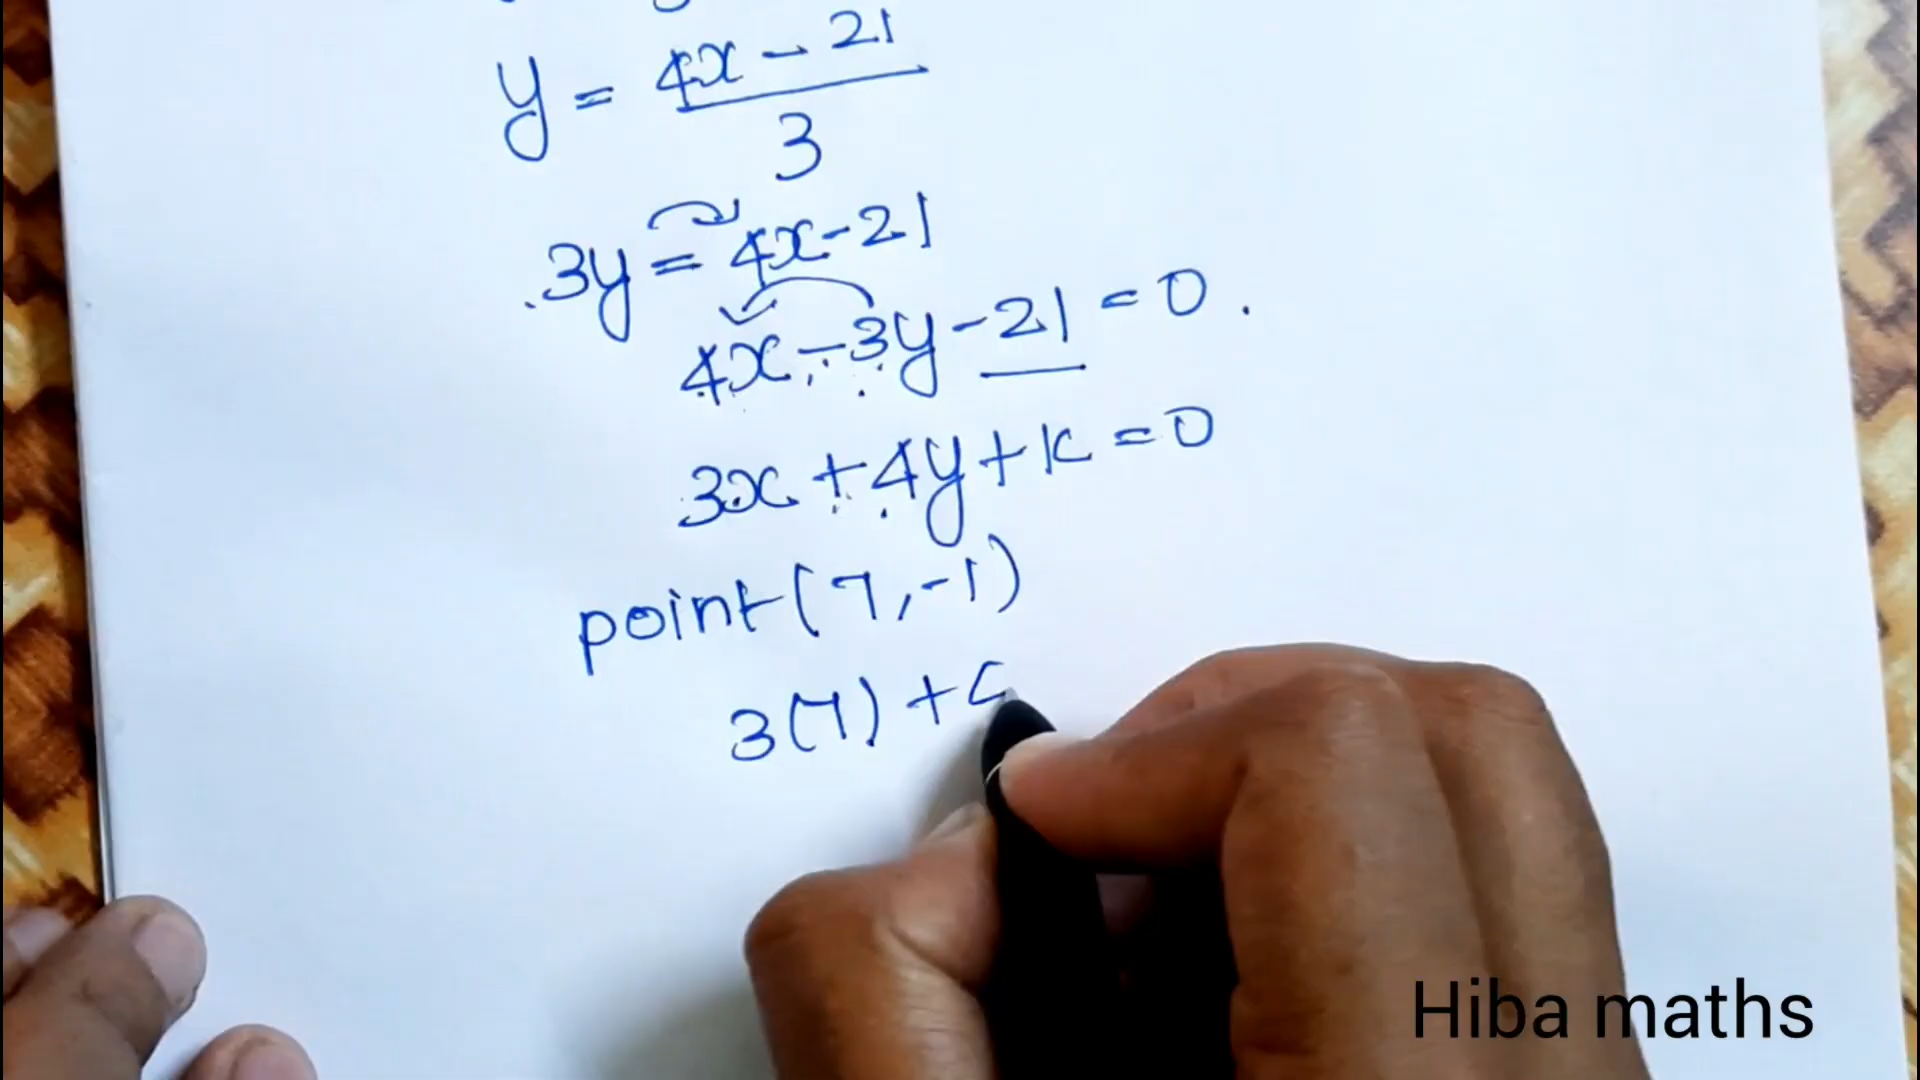 y = 4x - 21
3
3y = 4x - 21
4x - 3y - 21 = 0.
3x + 4y + k = 0
point (7, -1)
3(7) +
Hiba maths